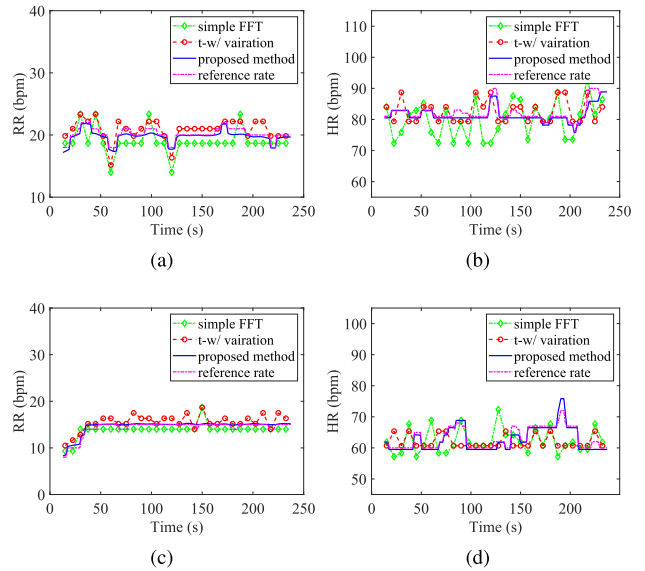 40
30
20
10
RR (bpm)
0 50 100 150 200 250
Time (s)
simple FFT
t-w/ vairation
proposed method
reference rate
(a)
100
90
80
70
60
HR (bpm)
0 50 100 150 200 250
Time (s)
simple FFT
t-w/ vairation
proposed method
reference rate
(b)
40
30
20
10
0
RR (bpm)
0 50 100 150 200 250
Time (s)
simple FFT
t-w/ vairation
proposed method
reference rate
(c)
100
90
80
70
60
50
HR (bpm)
0 50 100 150 200 250
Time (s)
simple FFT
t-w/ vairation
proposed method
reference rate
(d)